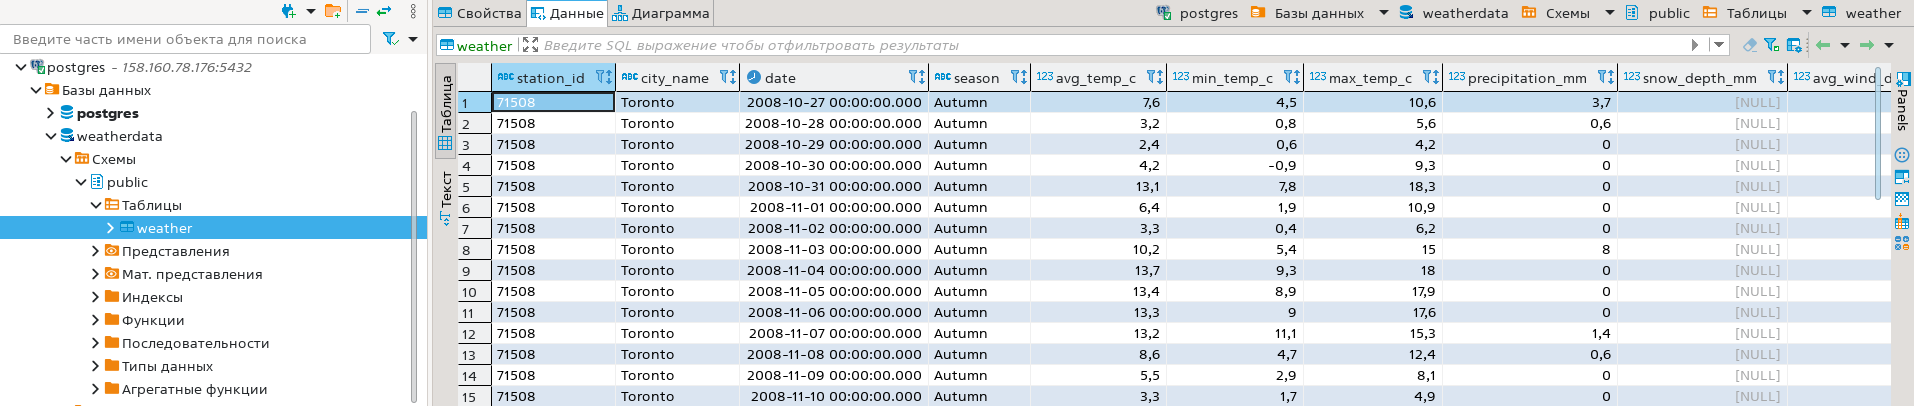 Свойства Данные Диаграмма postgres Базы данных weatherdata Схемы public Таблицы weather
Введите часть имени объекта для поиска
weather Введите SQL выражение чтобы отфильтровать результаты
postgres - 158.160.78.176:5432
Базы данных
postgres
weatherdata
Схемы
public
Таблицы
weather
Представления
Мат. представления
Индексы
Функции
Последовательности
Типы данных
Агрегатные функции
Таблица
Текст
ABC station_id ABC city_name date ABC season 123 avg_temp_c 123 min_temp_c 123 max_temp_c 123 precipitation_mm 123 snow_depth_mm 123 avg_wind_d
1 71508 Toronto 2008-10-27 00:00:00.000 Autumn 7,6 4,5 10,6 3,7 [NULL]
2 71508 Toronto 2008-10-28 00:00:00.000 Autumn 3,2 0,8 5,6 0,6 [NULL]
3 71508 Toronto 2008-10-29 00:00:00.000 Autumn 2,4 0,6 4,2 0 [NULL]
4 71508 Toronto 2008-10-30 00:00:00.000 Autumn 4,2 -0,9 9,3 0 [NULL]
5 71508 Toronto 2008-10-31 00:00:00.000 Autumn 13,1 7,8 18,3 0 [NULL]
6 71508 Toronto 2008-11-01 00:00:00.000 Autumn 6,4 1,9 10,9 0 [NULL]
7 71508 Toronto 2008-11-02 00:00:00.000 Autumn 3,3 0,4 6,2 0 [NULL]
8 71508 Toronto 2008-11-03 00:00:00.000 Autumn 10,2 5,4 15 8 [NULL]
9 71508 Toronto 2008-11-04 00:00:00.000 Autumn 13,7 9,3 18 0 [NULL]
10 71508 Toronto 2008-11-05 00:00:00.000 Autumn 13,4 8,9 17,9 0 [NULL]
11 71508 Toronto 2008-11-06 00:00:00.000 Autumn 13,3 9 17,6 0 [NULL]
12 71508 Toronto 2008-11-07 00:00:00.000 Autumn 13,2 11,1 15,3 1,4 [NULL]
13 71508 Toronto 2008-11-08 00:00:00.000 Autumn 8,6 4,7 12,4 0,6 [NULL]
14 71508 Toronto 2008-11-09 00:00:00.000 Autumn 5,5 2,9 8,1 0 [NULL]
15 71508 Toronto 2008-11-10 00:00:00.000 Autumn 3,3 1,7 4,9 0 [NULL]
Panels